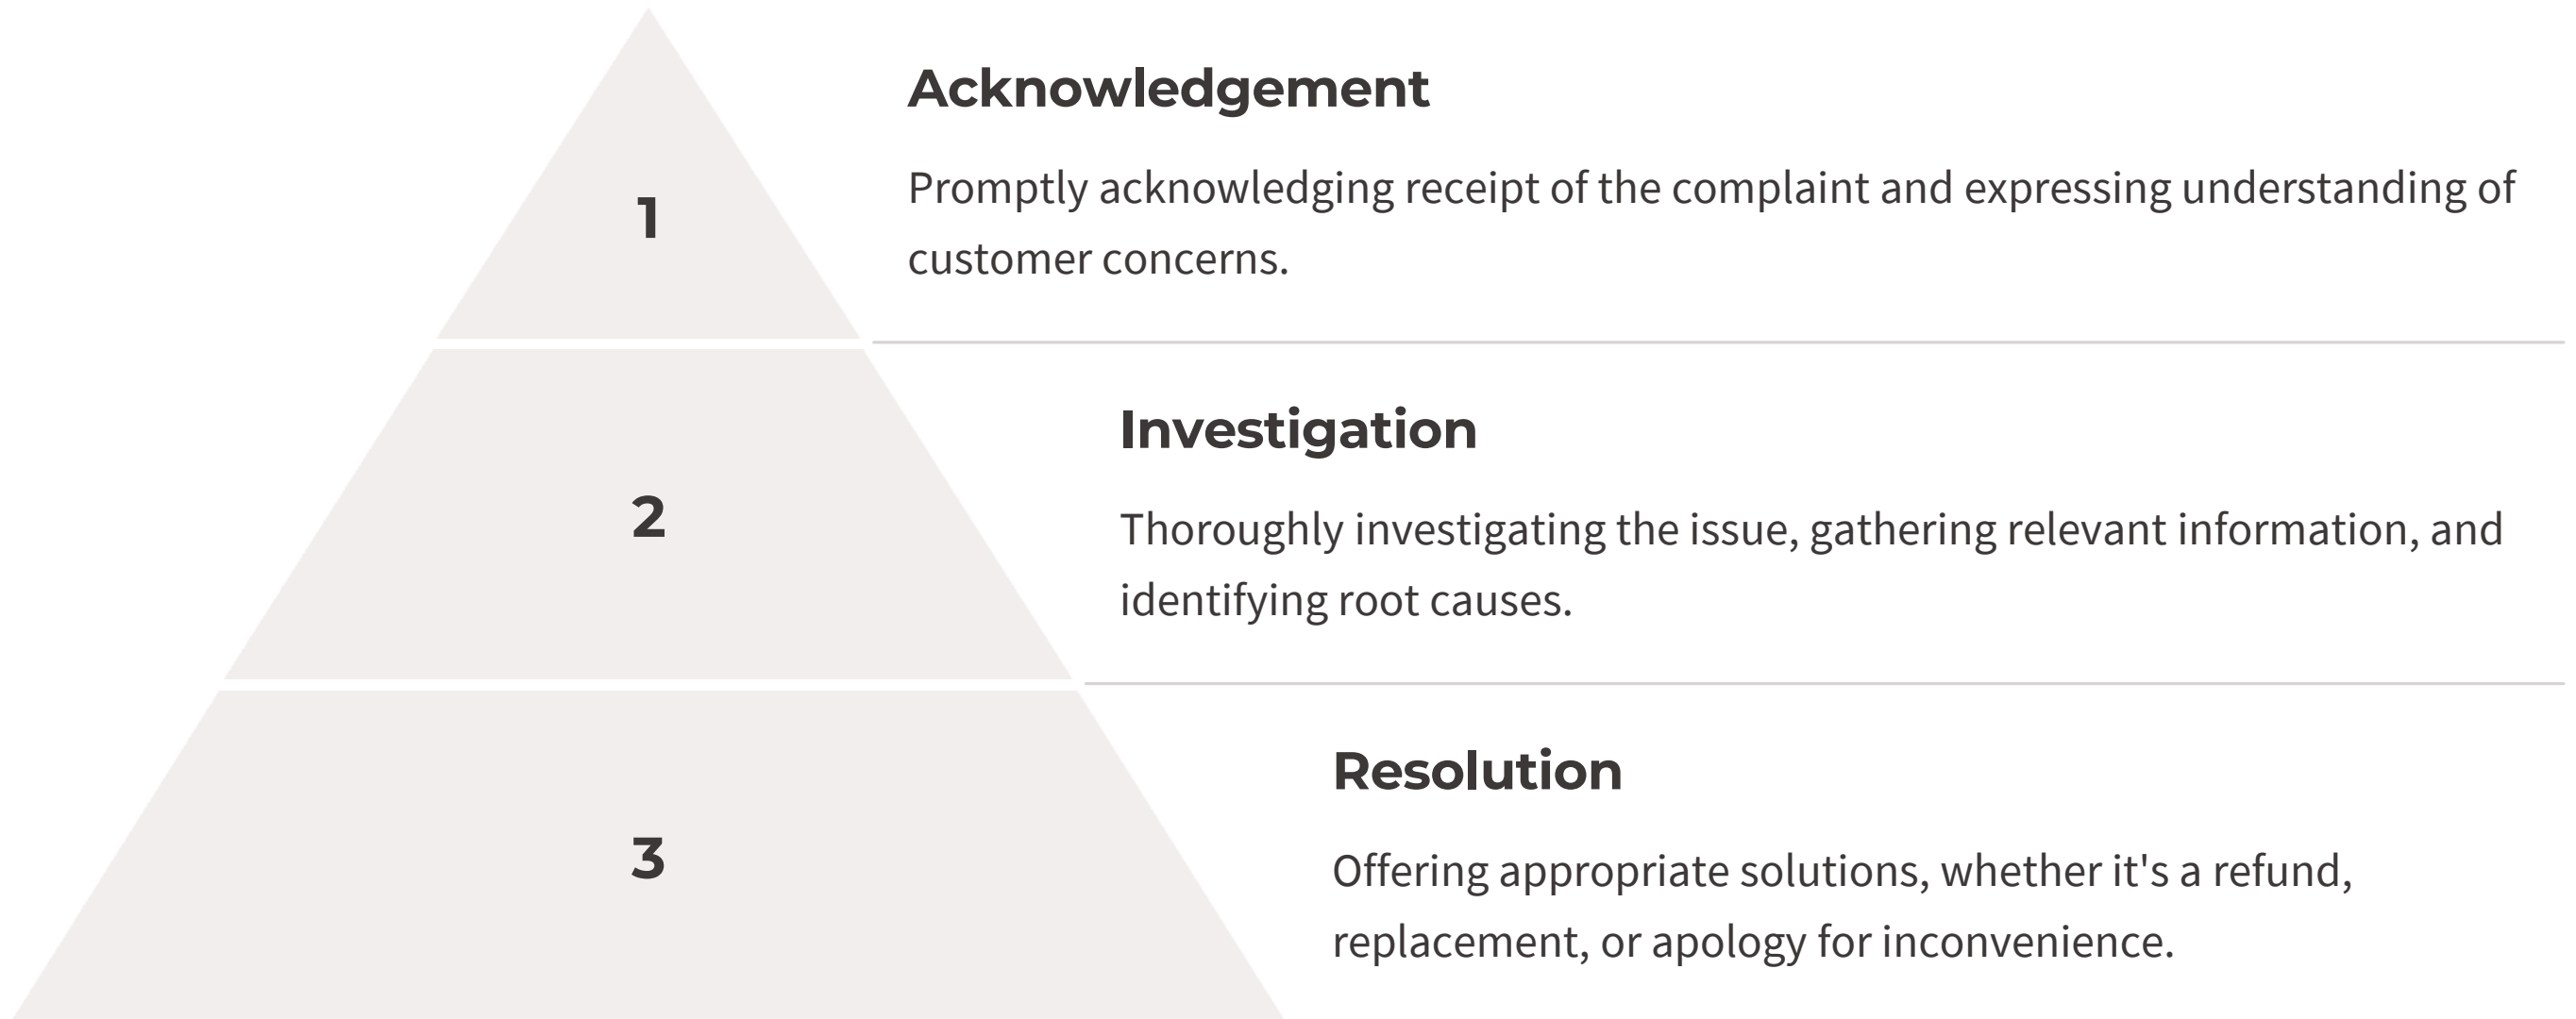 1
Acknowledgement
Promptly acknowledging receipt of the complaint and expressing understanding of
customer concerns.
2
Investigation
Thoroughly investigating the issue, gathering relevant information, and
identifying root causes.
3
Resolution
Offering appropriate solutions, whether it's a refund,
replacement, or apology for inconvenience.